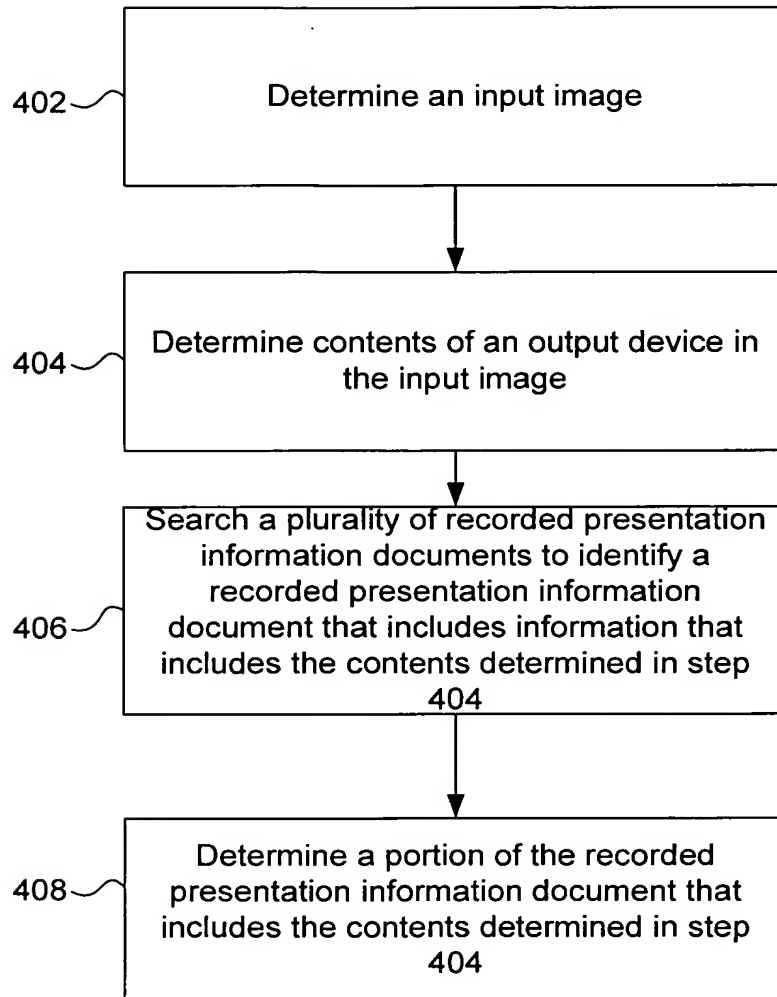 402
Determine an input image
404
Determine contents of an output device in
the input image
406
Search a plurality of recorded presentation
information documents to identify a
recorded presentation information
document that includes information that
includes the contents determined in step
404
408
Determine a portion of the recorded
presentation information document that
includes the contents determined in step
404